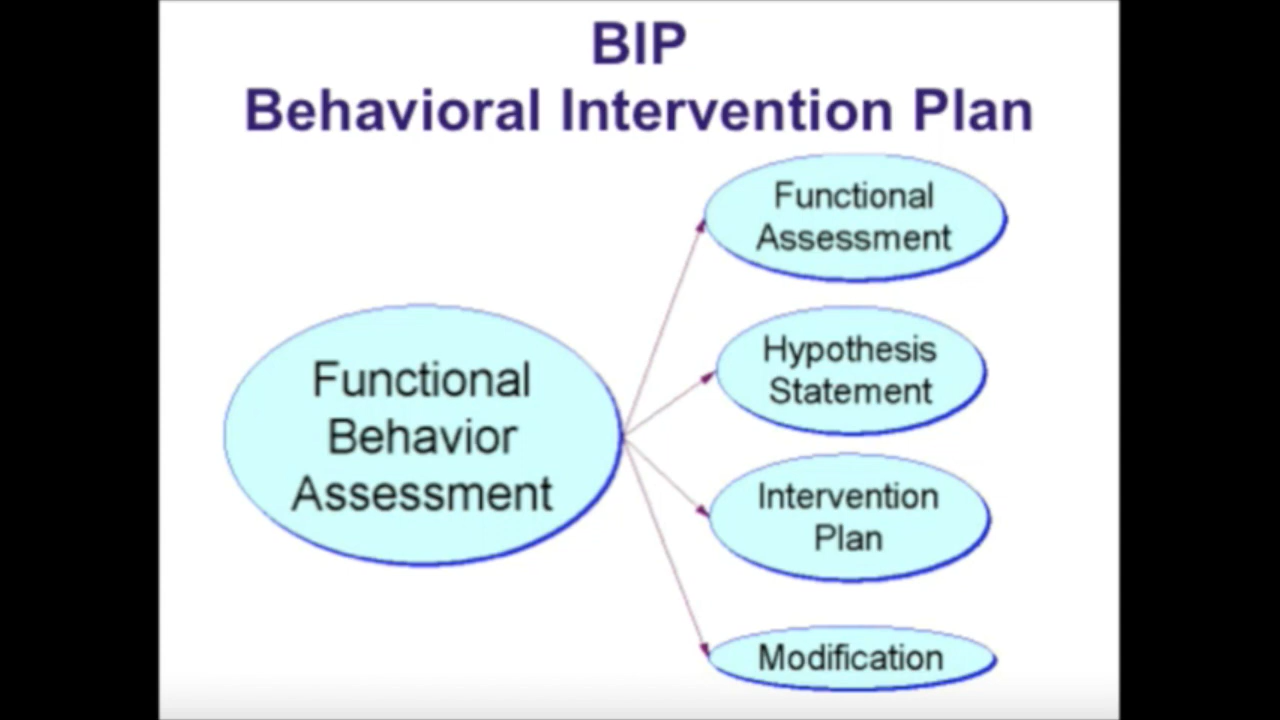 BIP
Behavioral Intervention Plan
Functional
Assessment
Hypothesis
Statement
Functional
Behavior
Assessment
Intervention
Plan
Modification